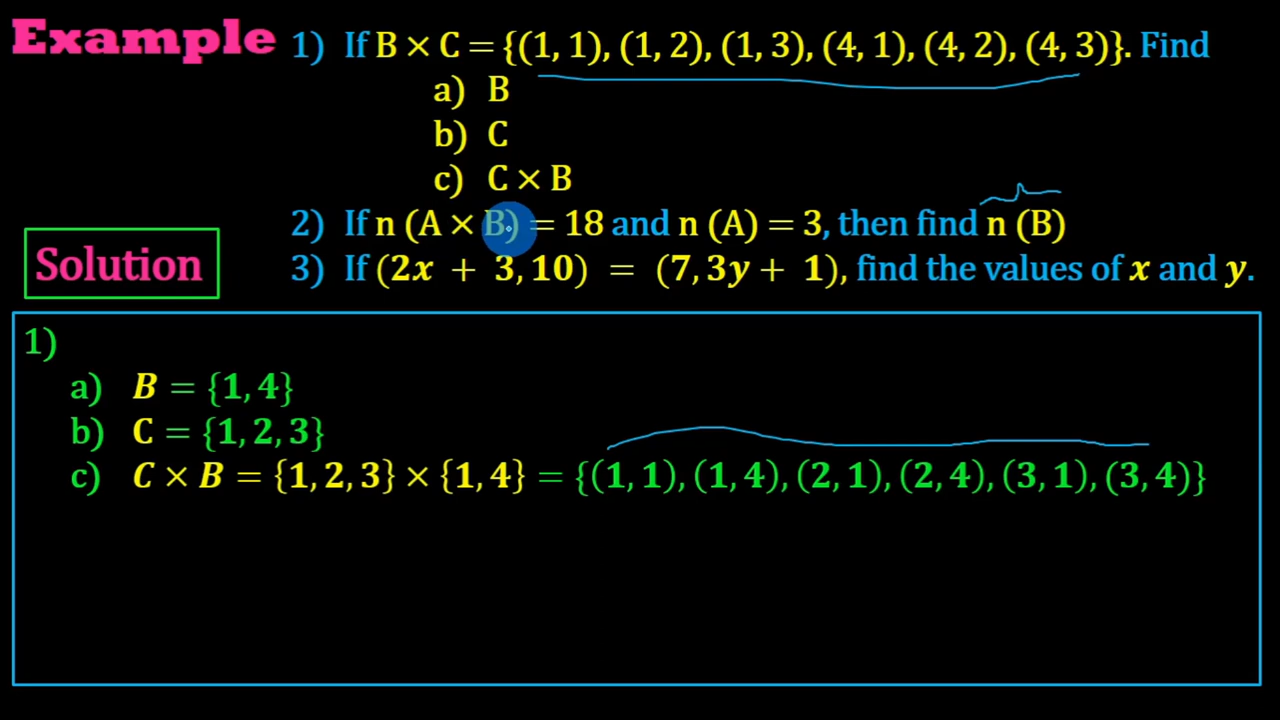 Example
1) If B × C = {(1, 1), (1, 2), (1, 3), (4, 1), (4, 2), (4, 3)}. Find
a) B
b) C
c) C × B
2) If n (A × B) = 18 and n (A) = 3, then find n (B)
Solution
3) If (2x + 3, 10) = (7, 3y + 1), find the values of x and y.
1)
a) B = {1, 4}
b) C = {1, 2, 3}
c) C × B = {1, 2, 3} × {1, 4} = {(1, 1), (1, 4), (2, 1), (2, 4), (3, 1), (3, 4)}